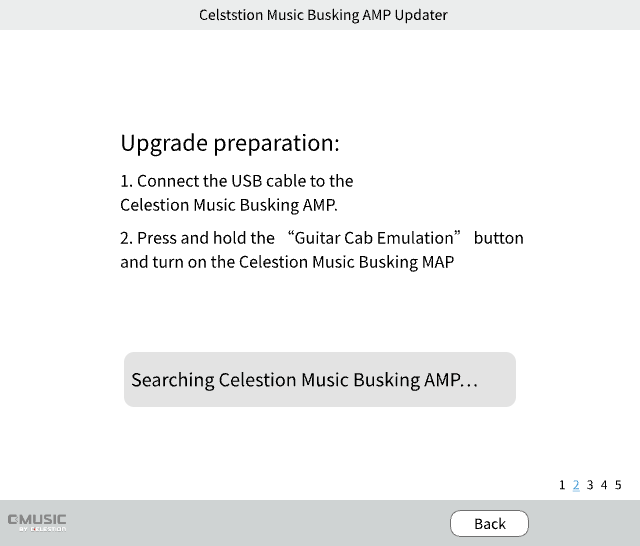 Celststion Music Busking AMP Updater
Upgrade preparation:
1. Connect the USB cable to the
Celestion Music Busking AMP.
2. Press and hold the “Guitar Cab Emulation” button
and turn on the Celestion Music Busking MAP
Searching Celestion Music Busking AMP...
1 2 3 4 5
C·MUSIC
BY CELESTION
Back